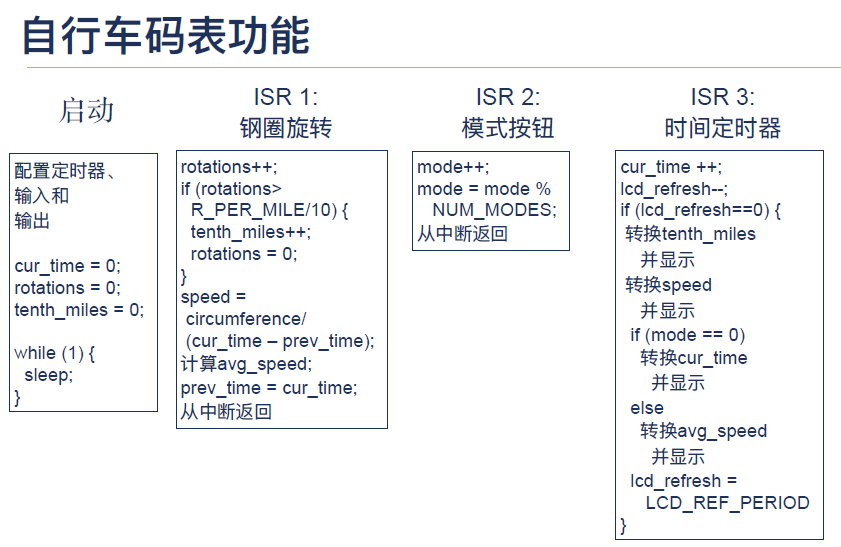 自行车码表功能
启动
配置定时器、
输入和
输出
cur_time = 0;
rotations = 0;
tenth_miles = 0;
while (1) {
sleep;
}
ISR 1:
钢圈旋转
rotations++;
if (rotations>
R_PER_MILE/10) {
tenth_miles++;
rotations = 0;
}
speed =
circumference/
(cur_time – prev_time);
计算avg_speed;
prev_time = cur_time;
从中断返回
ISR 2:
模式按钮
mode++;
mode = mode %
NUM_MODES;
从中断返回
ISR 3:
时间定时器
cur_time ++;
lcd_refresh--;
if (lcd_refresh==0) {
转换tenth_miles
并显示
转换speed
并显示
if (mode == 0)
转换cur_time
并显示
else
转换avg_speed
并显示
lcd_refresh =
LCD_REF_PERIOD
}